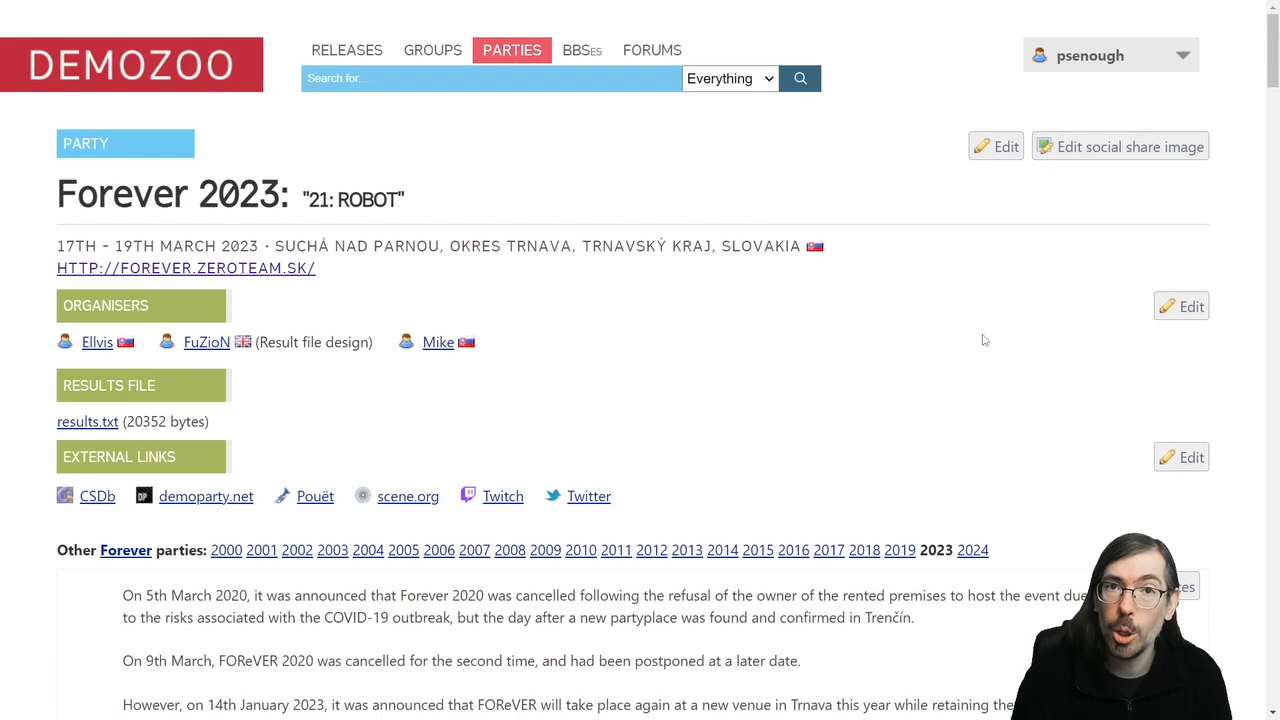 DEMOZOO
RELEASES GROUPS PARTIES BBSES FORUMS
Search for...
Everything
psenough
PARTY
Edit
Edit social share image
Forever 2023: "21: ROBOT"
17TH - 19TH MARCH 2023 · SUCHÁ NAD PARNOU, OKRES TRNAVA, TRNAVSKÝ KRAJ, SLOVAKIA
HTTP://FOREVER.ZEROTEAM.SK/
ORGANISERS
Edit
Ellvis FuZioN (Result file design) Mike
RESULTS FILE
results.txt (20352 bytes)
EXTERNAL LINKS
Edit
CSDb demoparty.net Pouët scene.org Twitch Twitter
Other Forever parties: 2000 2001 2002 2003 2004 2005 2006 2007 2008 2009 2010 2011 2012 2013 2014 2015 2016 2017 2018 2019 2023 2024
On 5th March 2020, it was announced that Forever 2020 was cancelled following the refusal of the owner of the rented premises to host the event due
to the risks associated with the COVID-19 outbreak, but the day after a new partyplace was found and confirmed in Trenčín.
On 9th March, FOReVER 2020 was cancelled for the second time, and had been postponed at a later date.
However, on 14th January 2023, it was announced that FOReVER will take place again at a new venue in Trnava this year while retaining the